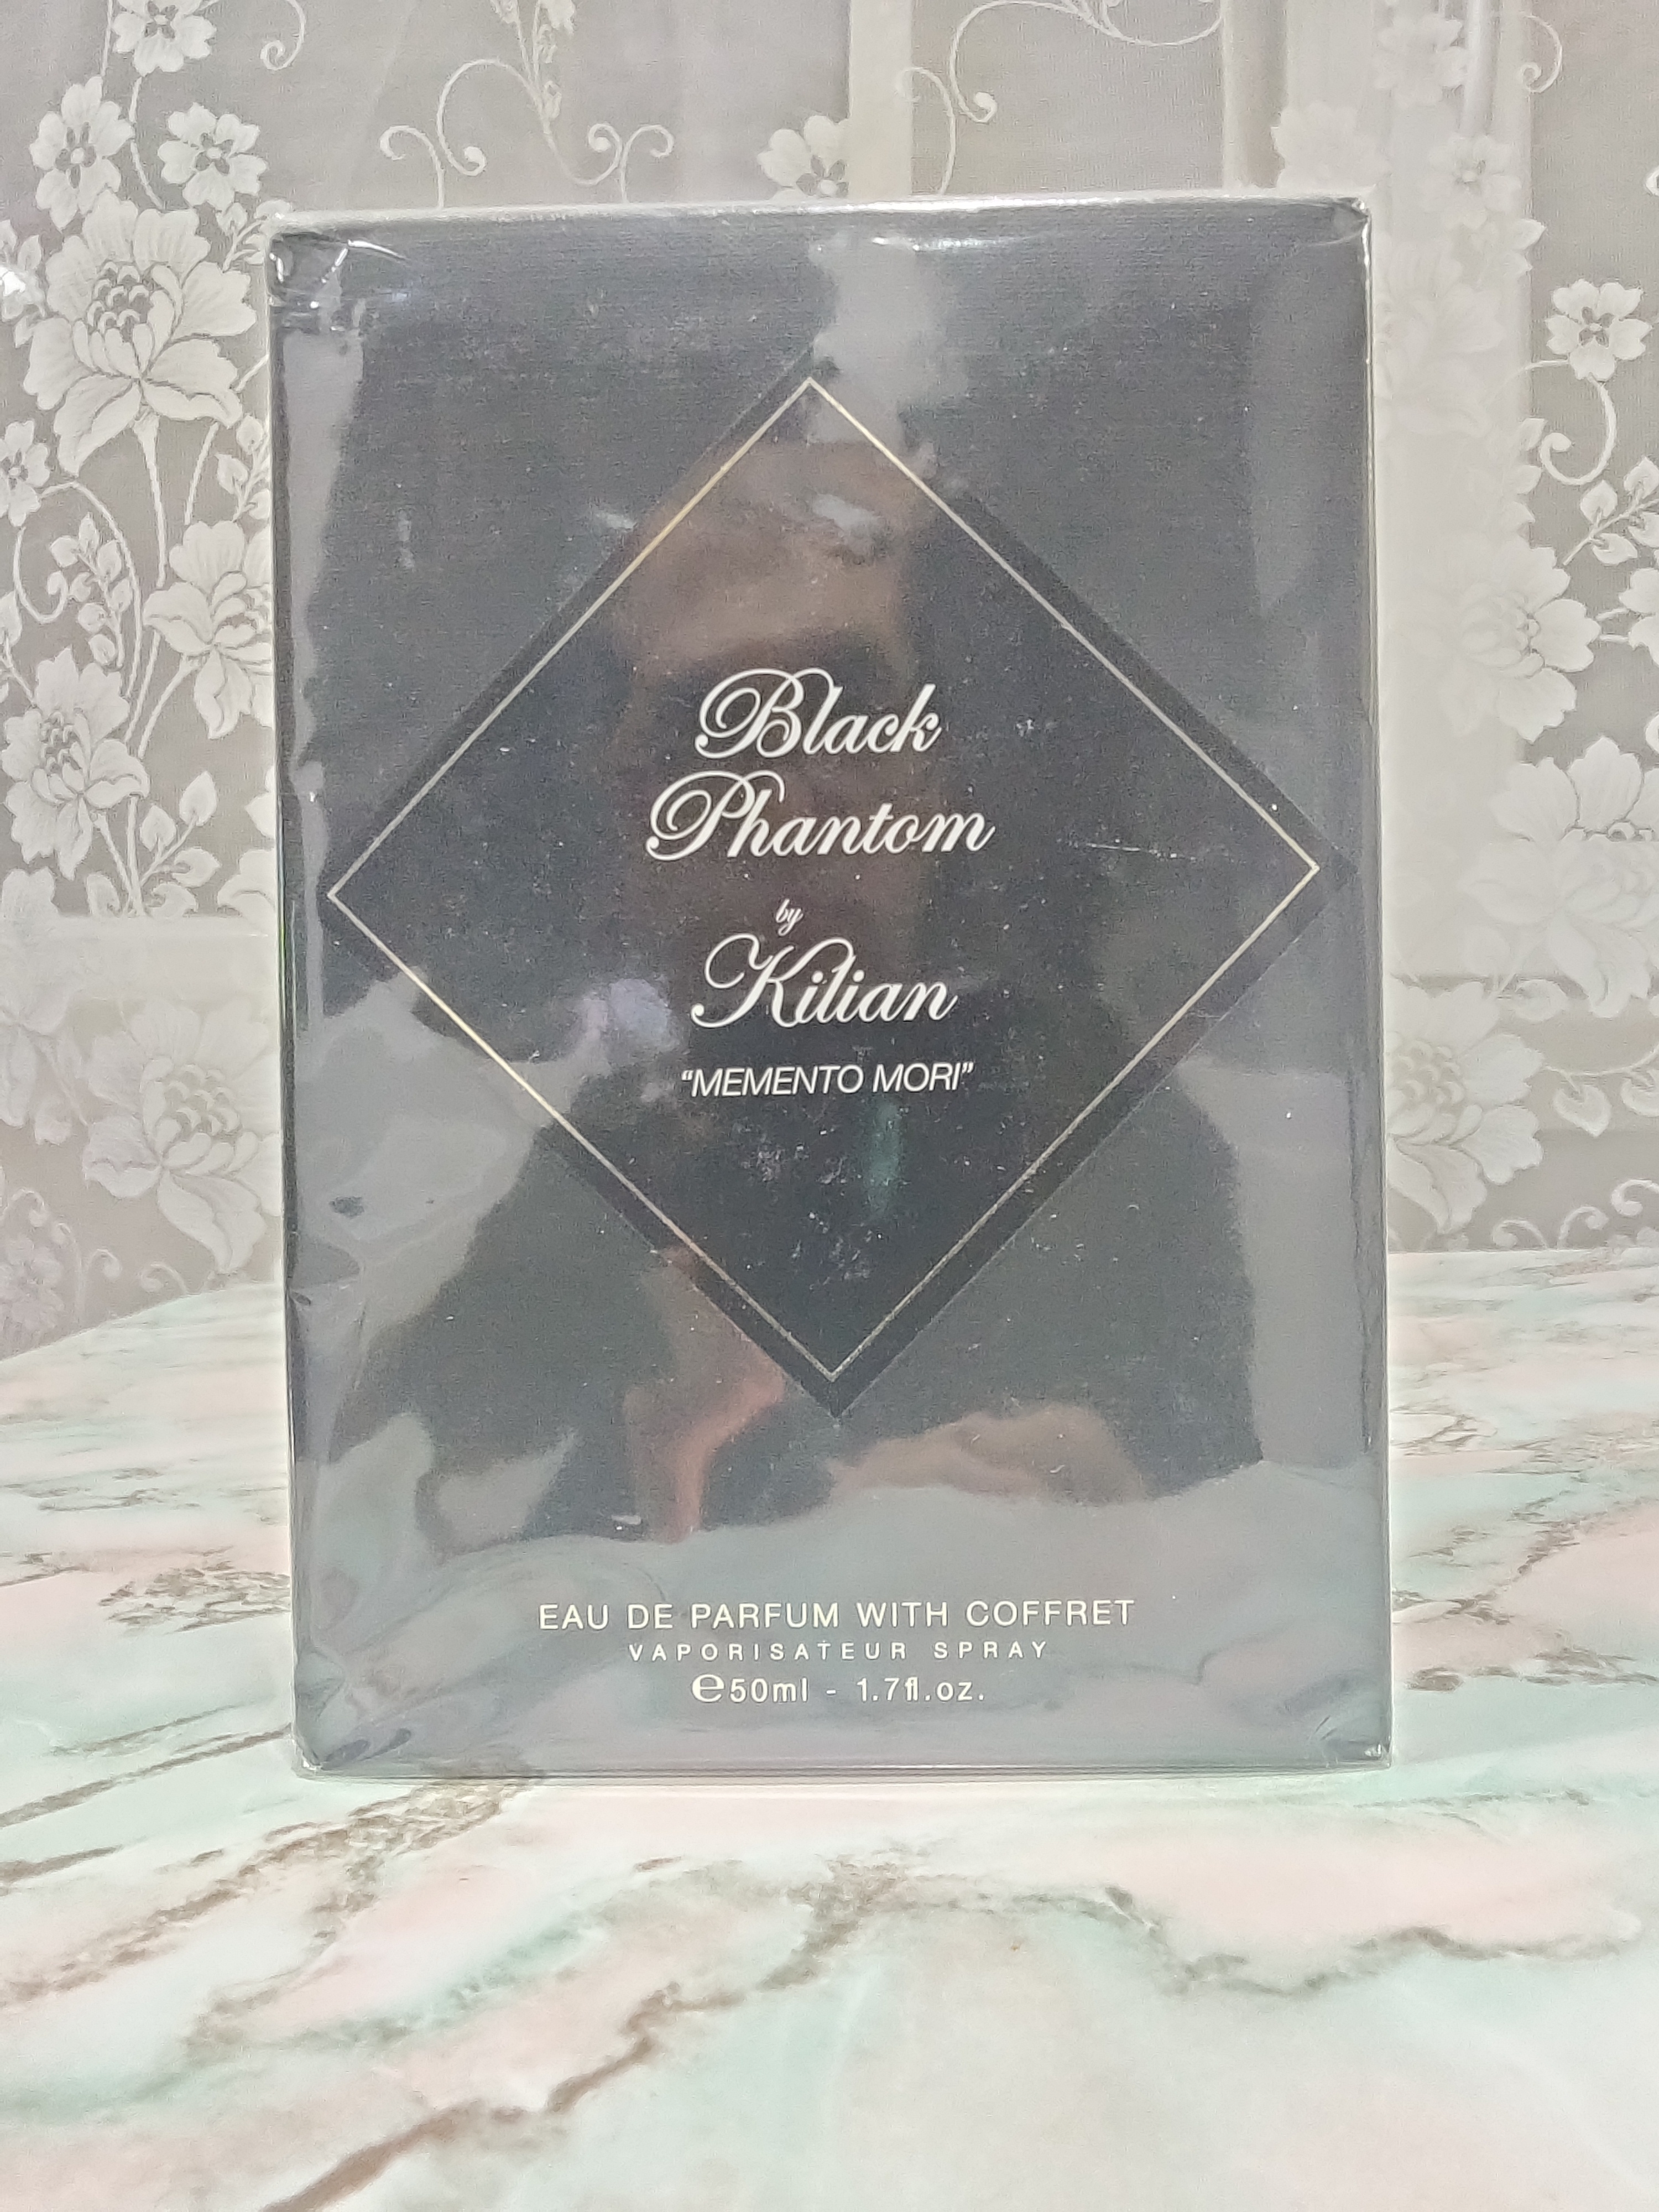 Black
Phantom
by
Kilian
“MEMENTO MORI”
EAU DE PARFUM WITH COFFRET
VAPORISATEUR SPRAY
℮50ml - 1.7fl.oz.